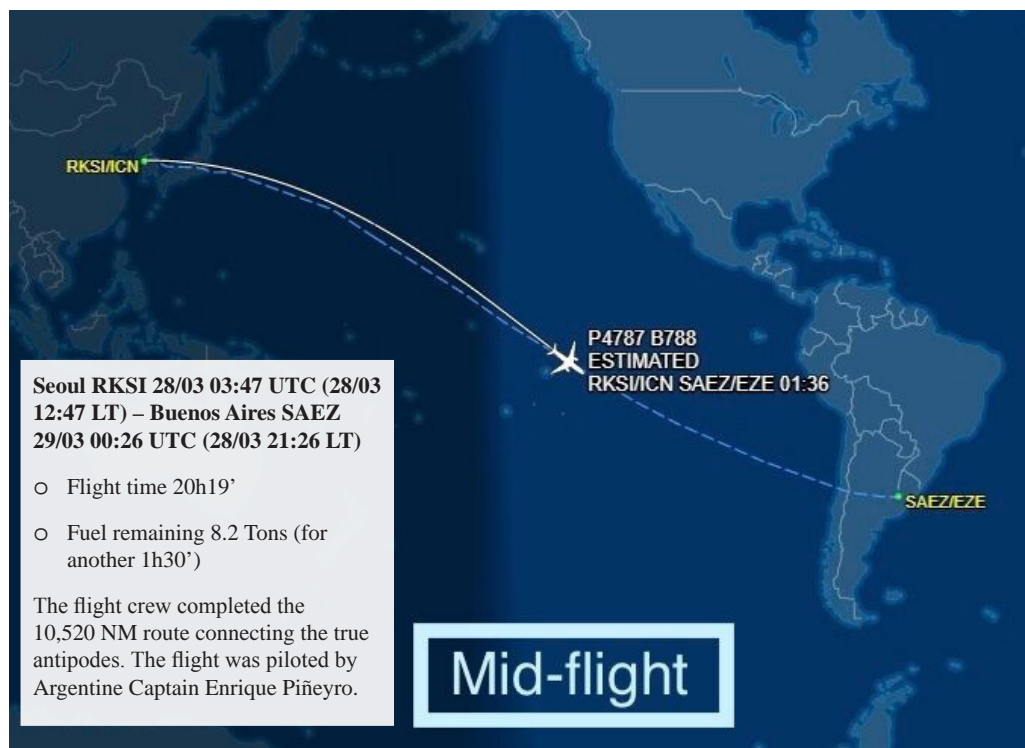 RKSI/ICN
P4787 B788
ESTIMATED
RKSI/ICN SAEZ/EZE 01:36
SAEZ/EZE
Seoul RKSI 28/03 03:47 UTC (28/03
12:47 LT) – Buenos Aires SAEZ
29/03 00:26 UTC (28/03 21:26 LT)
o Flight time 20h19’
o Fuel remaining 8.2 Tons (for
another 1h30’)
The flight crew completed the
10,520 NM route connecting the true
antipodes. The flight was piloted by
Argentine Captain Enrique Piñeyro.
Mid-flight